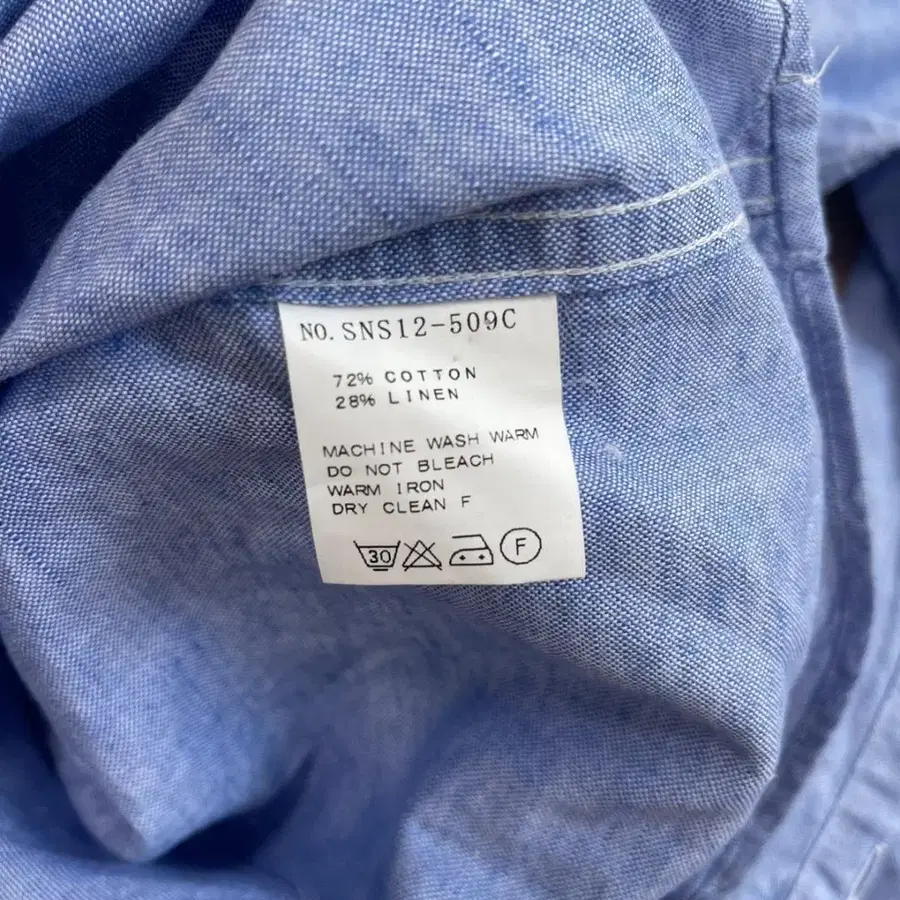 NO. SNS12-509C
72% COTTON
28% LINEN
MACHINE WASH WARM
DO NOT BLEACH
WARM IRON
DRY CLEAN F
30 F